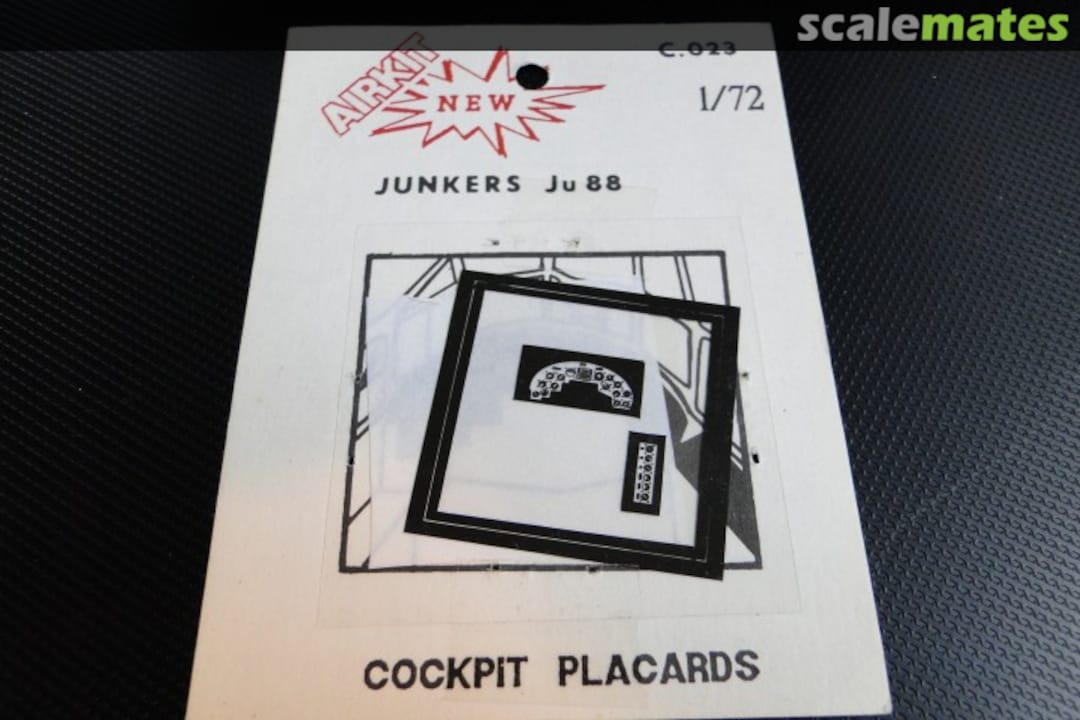 scalemates
C.023
AIRKIT
NEW
1/72
JUNKERS Ju 88
COCKPIT PLACARDS